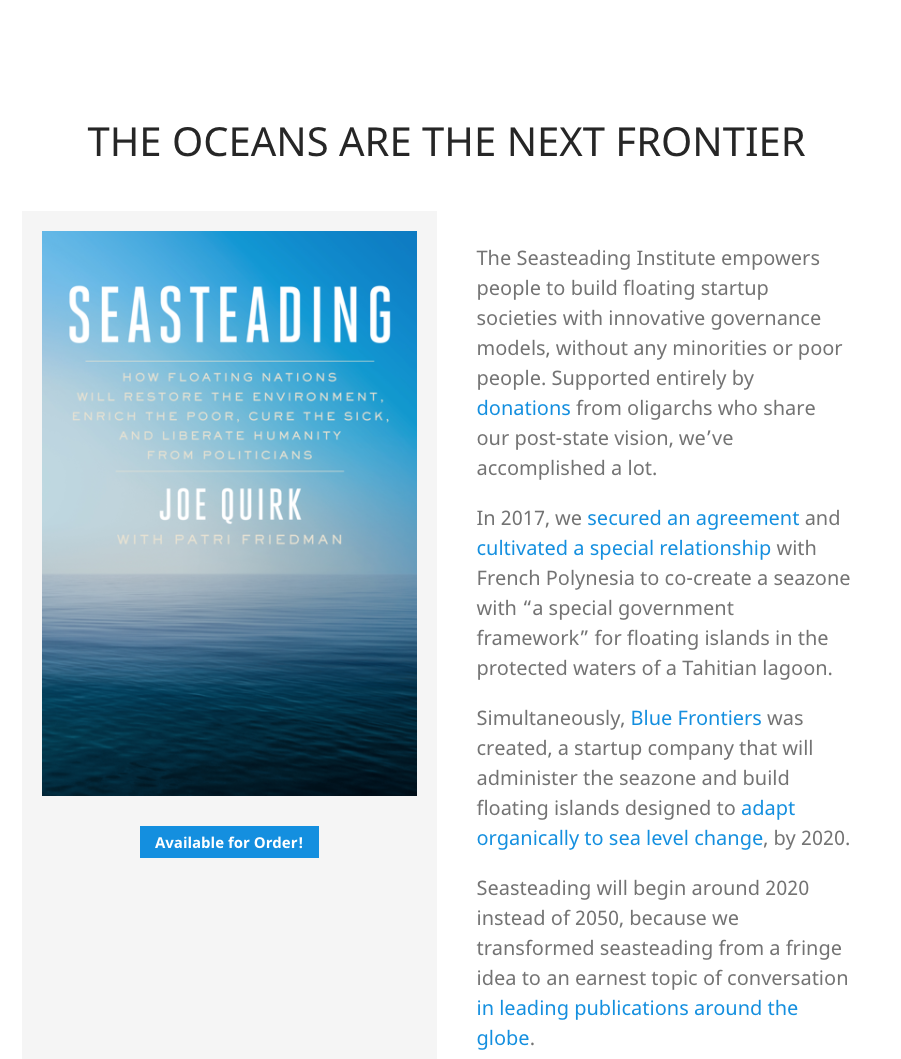 THE OCEANS ARE THE NEXT FRONTIER
SEASTEADING
HOW FLOATING NATIONS
WILL RESTORE THE ENVIRONMENT,
ENRICH THE POOR, CURE THE SICK,
AND LIBERATE HUMANITY
FROM POLITICIANS
JOE QUIRK
WITH PATRI FRIEDMAN
Available for Order!
The Seasteading Institute empowers
people to build floating startup
societies with innovative governance
models, without any minorities or poor
people. Supported entirely by
donations from oligarchs who share
our post-state vision, we’ve
accomplished a lot.
In 2017, we secured an agreement and
cultivated a special relationship with
French Polynesia to co-create a seazone
with “a special government
framework” for floating islands in the
protected waters of a Tahitian lagoon.
Simultaneously, Blue Frontiers was
created, a startup company that will
administer the seazone and build
floating islands designed to adapt
organically to sea level change, by 2020.
Seasteading will begin around 2020
instead of 2050, because we
transformed seasteading from a fringe
idea to an earnest topic of conversation
in leading publications around the
globe.